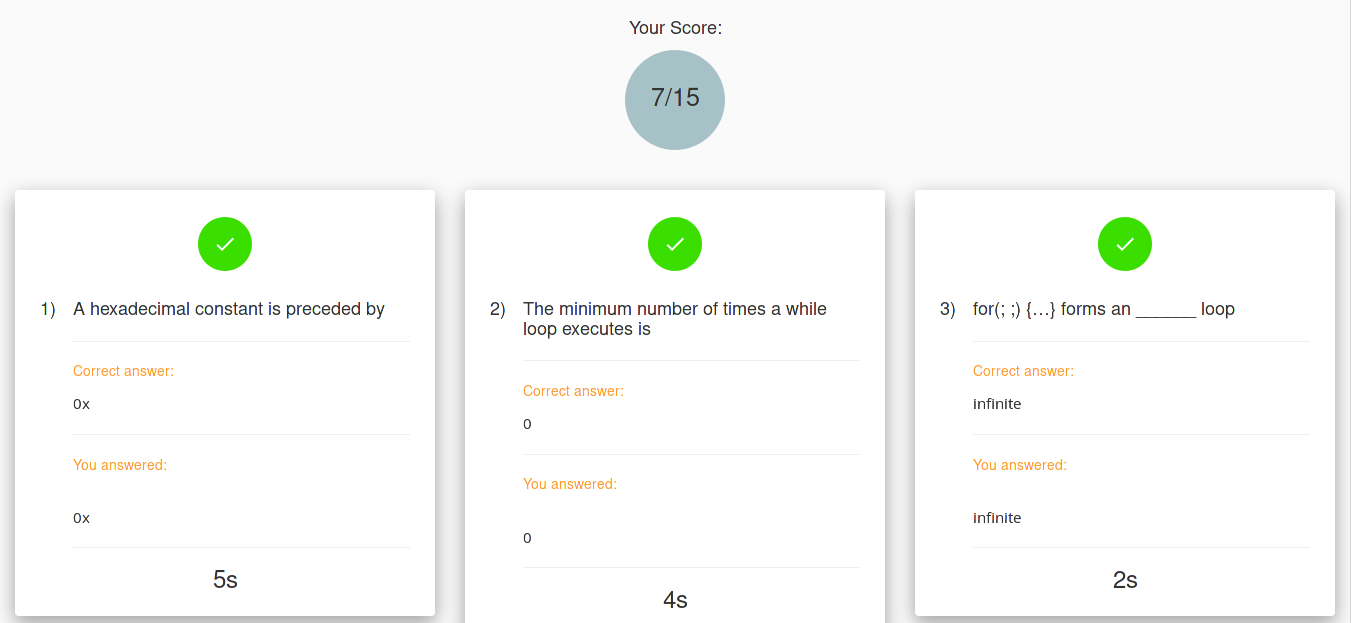 Your Score:
7/15
1) A hexadecimal constant is preceded by
Correct answer:
0x
You answered:
0x
5s
2) The minimum number of times a while
loop executes is
Correct answer:
0
You answered:
0
4s
3) for(; ;) {...} forms an ______ loop
Correct answer:
infinite
You answered:
infinite
2s